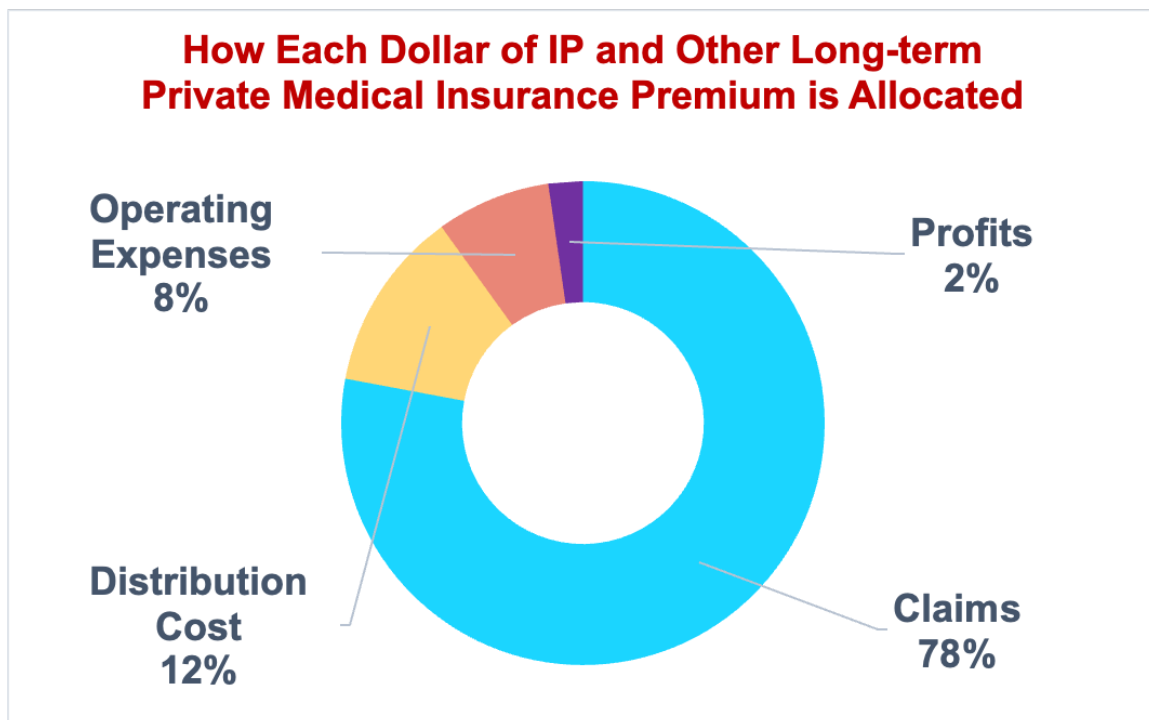 How Each Dollar of IP and Other Long-term
Private Medical Insurance Premium is Allocated
Operating
Expenses
8%
Profits
2%
Distribution
Cost
12%
Claims
78%